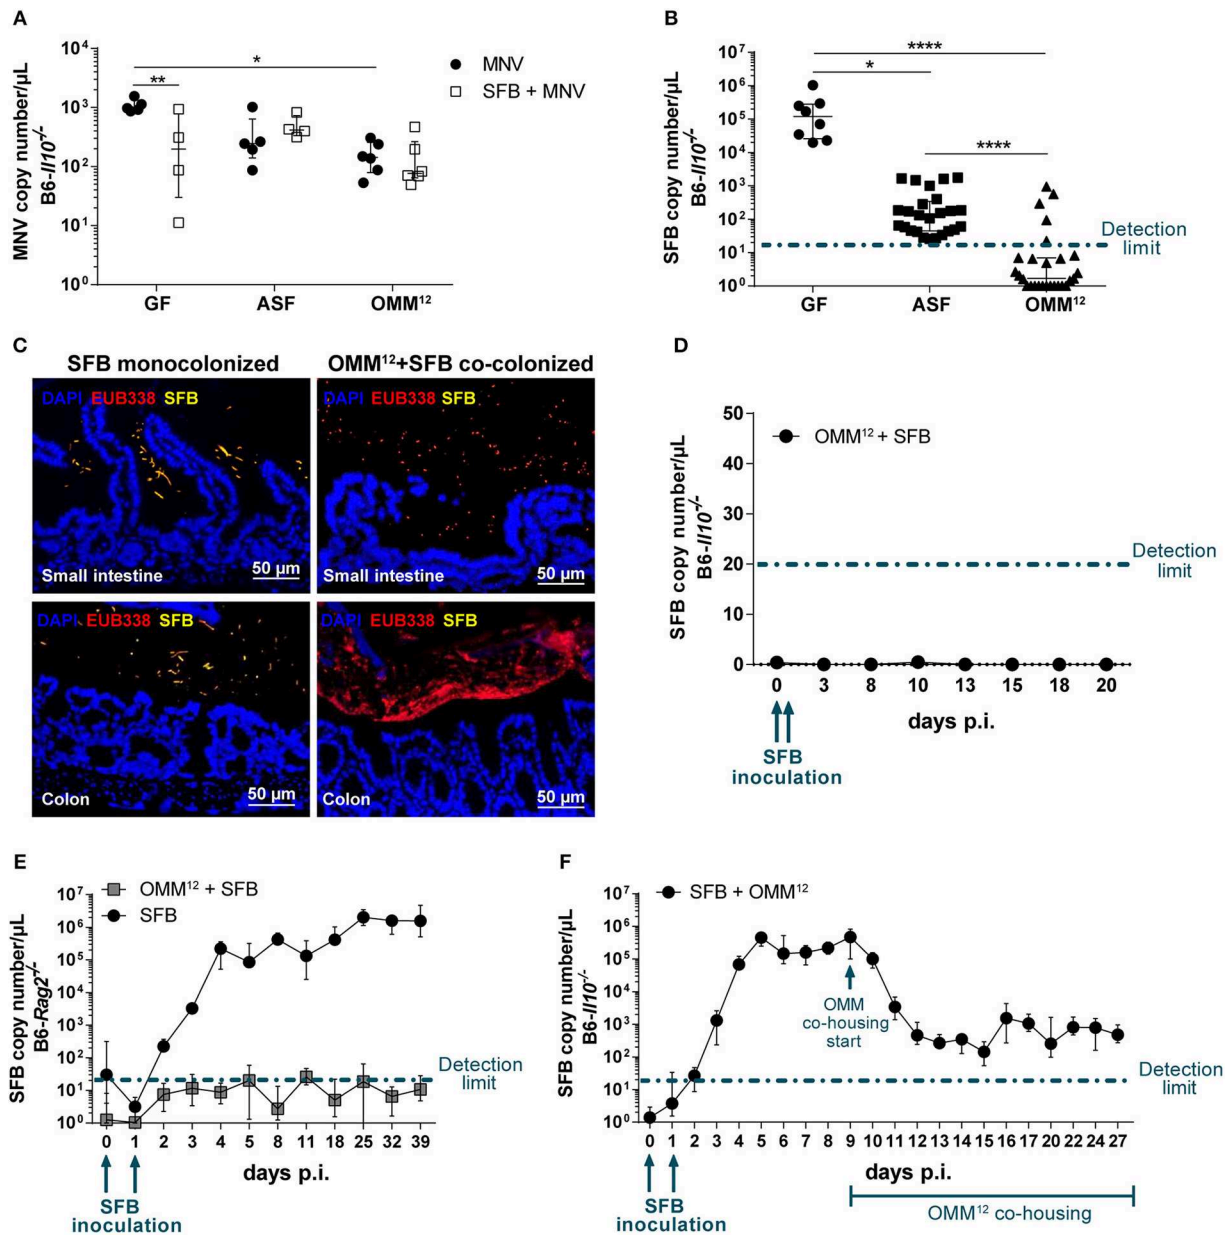 A
MNV copy number/µL
B6-Il10-/-
10⁴
10³
10²
10¹
10⁰
*
**
MNV
SFB + MNV
GF
ASF
OMM¹²
B
SFB copy number/µL
B6-Il10-/-
10⁷
10⁶
10⁵
10⁴
10³
10²
10¹
10⁰
****
*
****
Detection
limit
GF
ASF
OMM¹²
C
SFB monocolonized
OMM¹²+SFB co-colonized
DAPI EUB338 SFB
Small intestine
50 µm
DAPI EUB338 SFB
Small intestine
50 µm
DAPI EUB338 SFB
Colon
50 µm
DAPI EUB338 SFB
Colon
50 µm
D
SFB copy number/µL
B6-Il10-/-
50
40
30
20
10
0
OMM¹² + SFB
Detection
limit
0 3 8 10 13 15 18 20
days p.i.
SFB
inoculation
E
SFB copy number/µL
B6-Rag2-/-
10⁷
10⁶
10⁵
10⁴
10³
10²
10¹
10⁰
OMM¹² + SFB
SFB
Detection
limit
0 1 2 3 4 5 8 11 18 25 32 39
days p.i.
SFB
inoculation
F
SFB copy number/µL
B6-Il10-/-
10⁷
10⁶
10⁵
10⁴
10³
10²
10¹
10⁰
SFB + OMM¹²
OMM
co-housing
start
Detection
limit
0 1 2 3 4 5 6 7 8 9 10 11 12 13 14 15 16 17 20 22 24 27
days p.i.
SFB
inoculation
OMM¹² co-housing